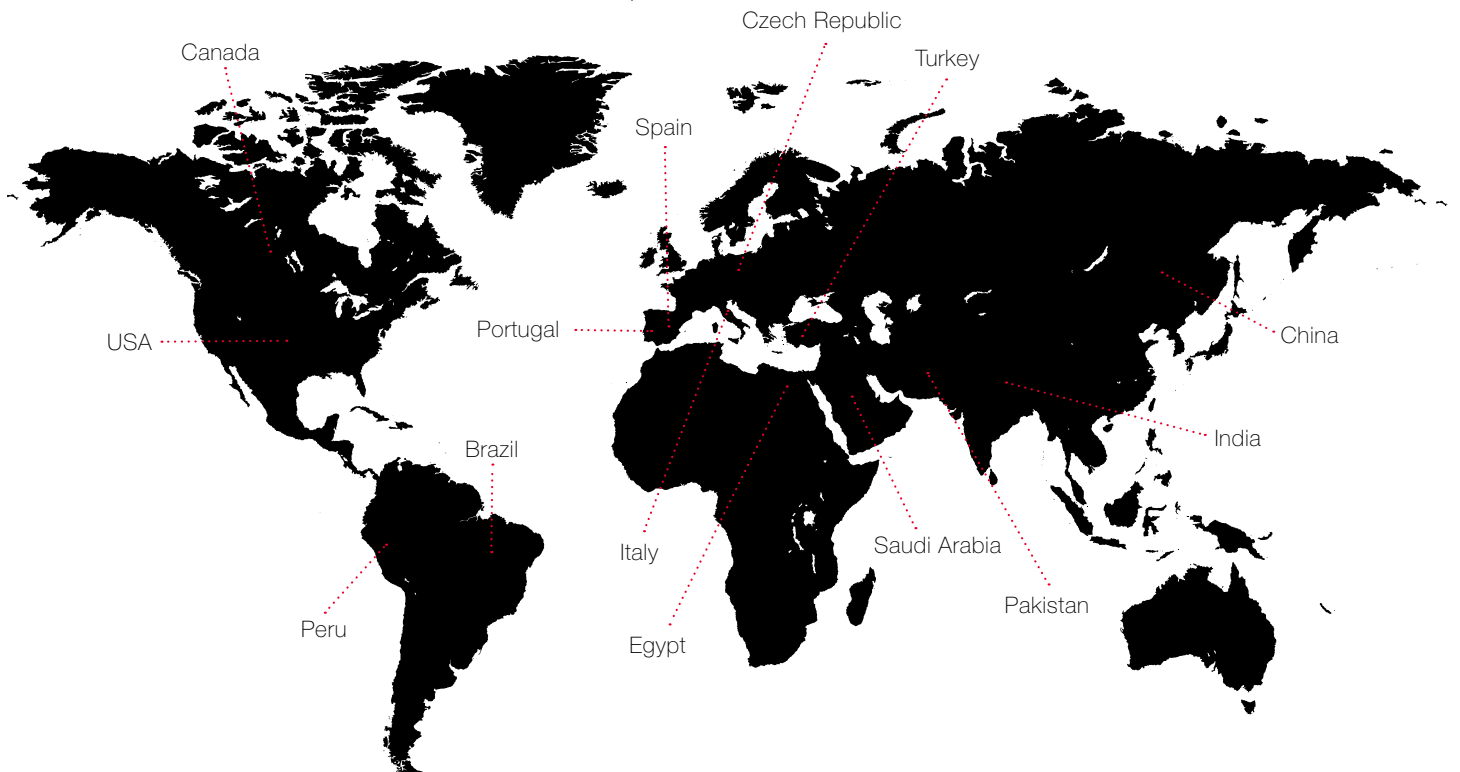 Czech Republic
Canada
Turkey
Spain
Portugal
USA
China
India
Brazil
Italy
Saudi Arabia
Pakistan
Peru
Egypt